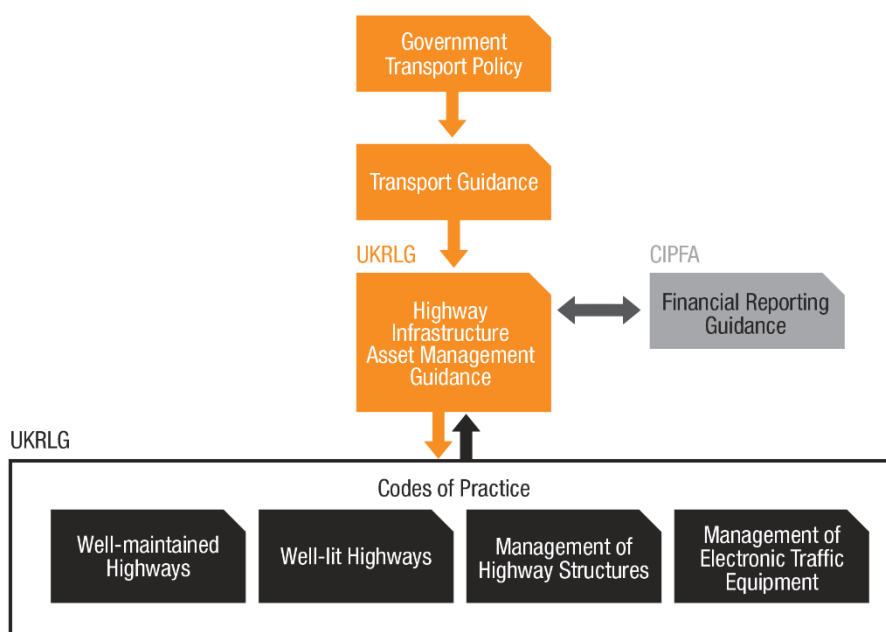 Government
Transport Policy
Transport Guidance
UKRLG
CIPFA
Highway
Infrastructure
Asset Management
Guidance
Financial Reporting
Guidance
UKRLG
Codes of Practice
Well-maintained
Highways
Well-lit Highways
Management of
Highway Structures
Management of
Electronic Traffic
Equipment